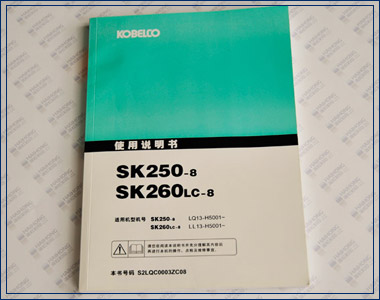 KOBELCO
使用说明书
SK250-8
SK260LC-8
适用机型机号 SK250-8 LQ13-H5001~
SK260LC-8 LL13-H5001~
本书书号 S2LQC0003ZC08